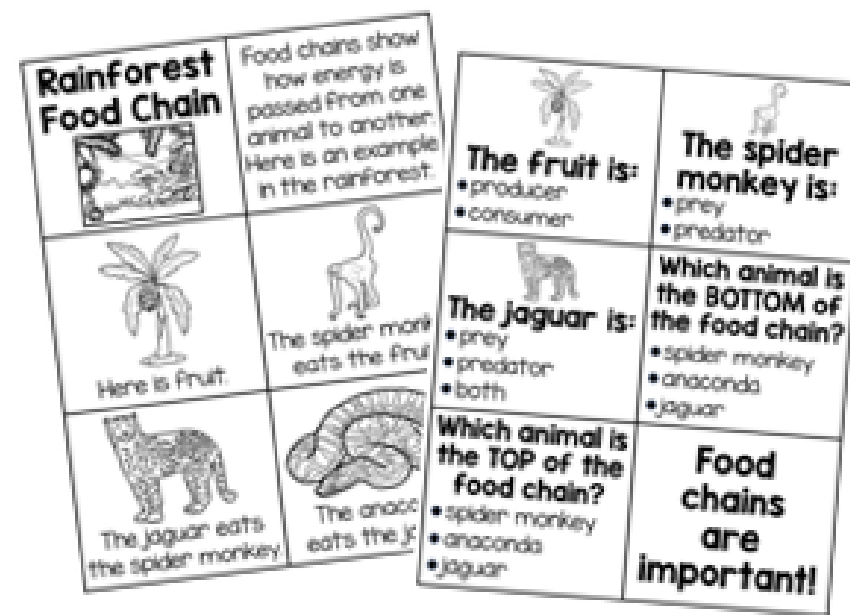 Rainforest
Food Chain
Food chains show
how energy is
passed from one
animal to another.
Here is an example
in the rainforest.
Here is fruit.
The spider monk
eats the frui
The jaguar eats
the spider monkey.
The anaco
eats the ja
The fruit is:
•producer
•consumer
The spider
monkey is:
•prey
•predator
The jaguar is:
•prey
•predator
•both
Which animal is
the BOTTOM of
the food chain?
•spider monkey
•anaconda
•jaguar
Which animal is
the TOP of the
food chain?
•spider monkey
•anaconda
•jaguar
Food
chains
are
important!